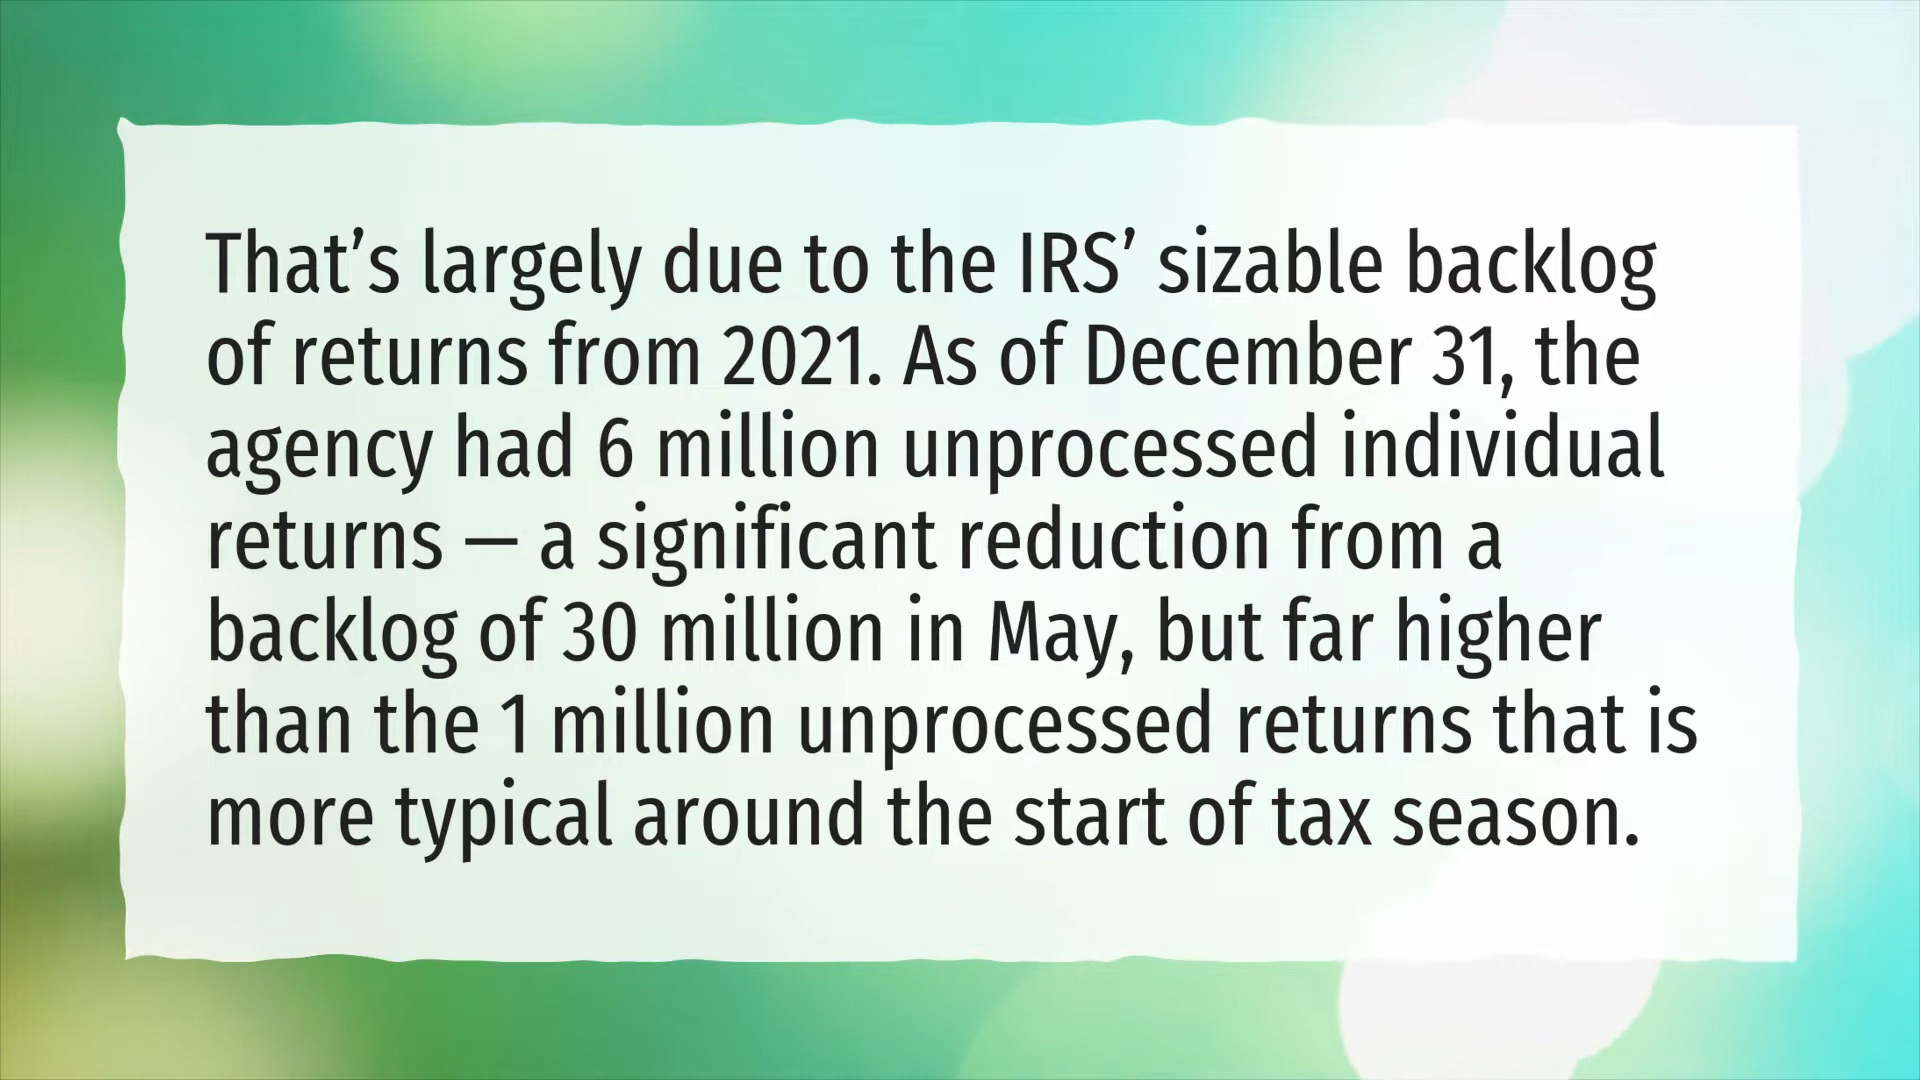 That’s largely due to the IRS’ sizable backlog
of returns from 2021. As of December 31, the
agency had 6 million unprocessed individual
returns — a significant reduction from a
backlog of 30 million in May, but far higher
than the 1 million unprocessed returns that is
more typical around the start of tax season.